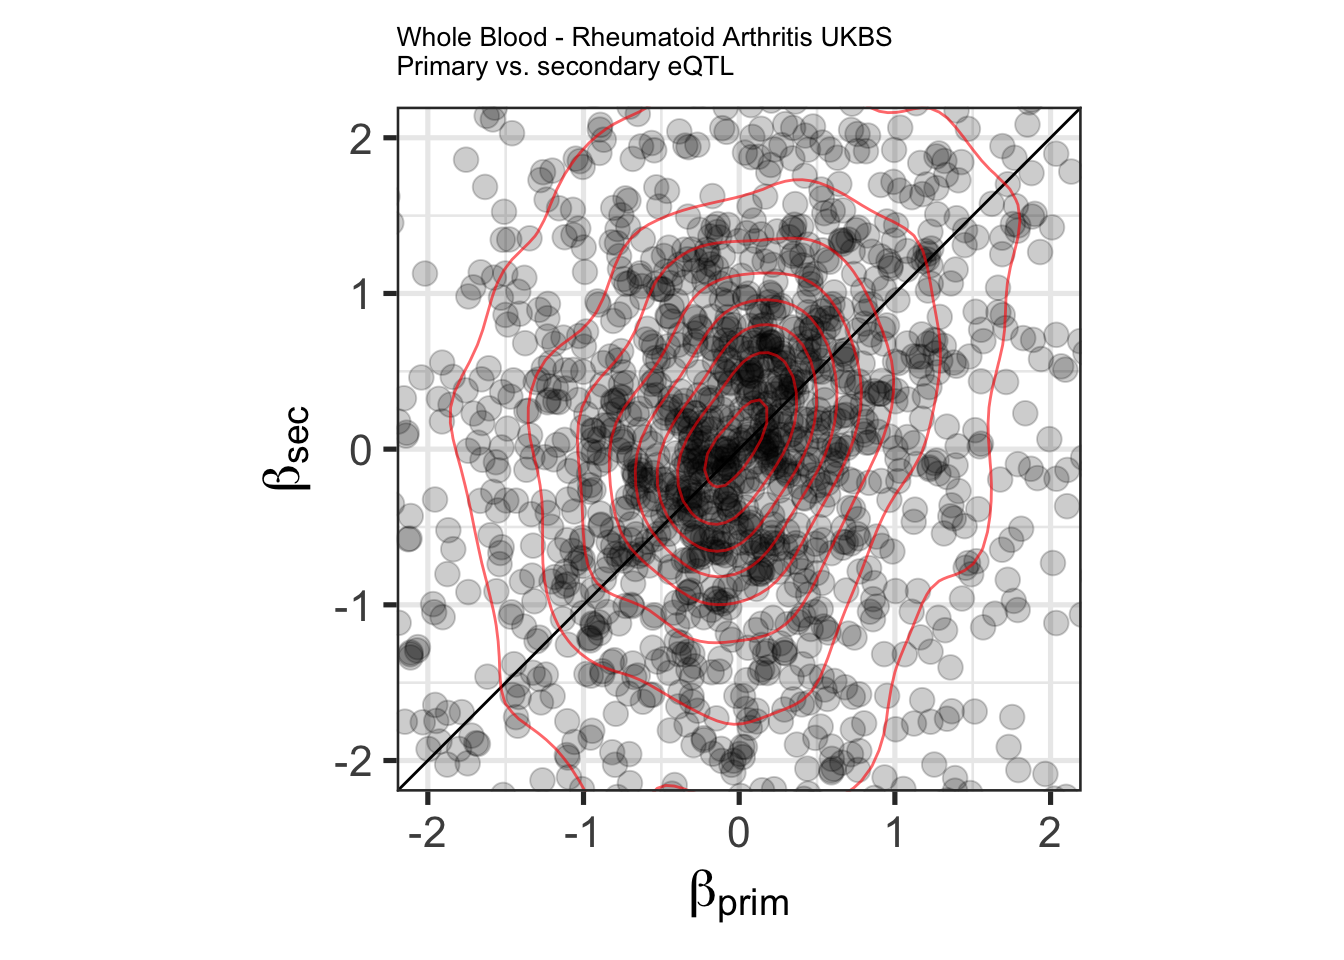 Whole Blood - Rheumatoid Arthritis UKBS
Primary vs. secondary eQTL
2
1
0
-1
-2
βsec
-2 -1 0 1 2
βprim